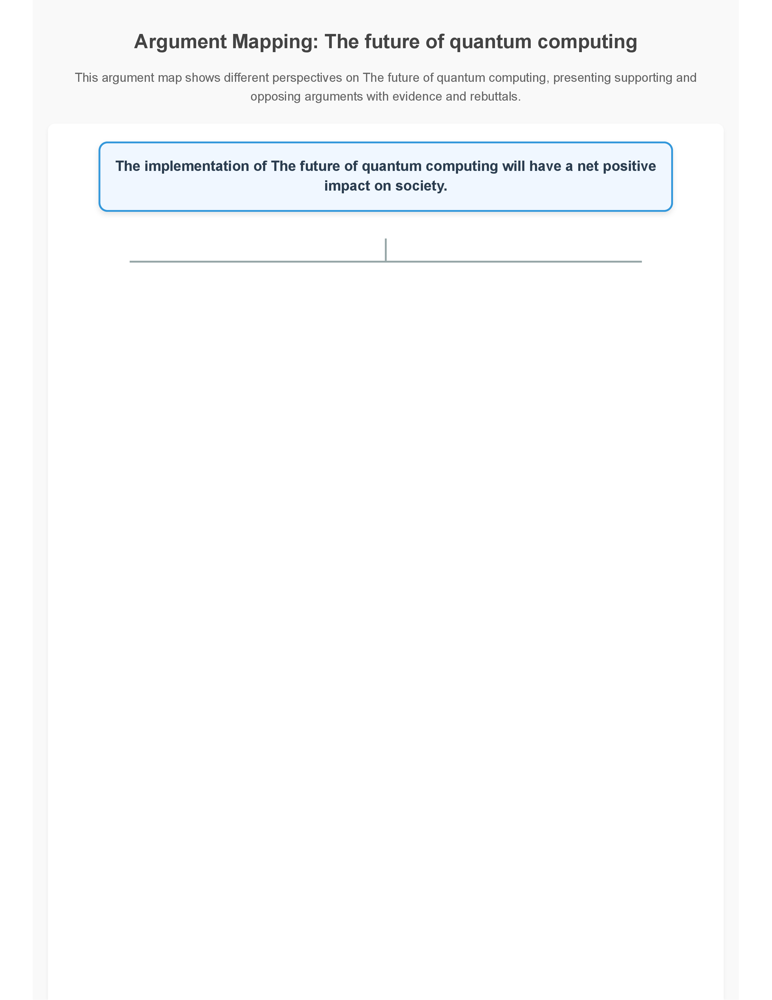 Argument Mapping: The future of quantum computing
This argument map shows different perspectives on The future of quantum computing, presenting supporting and
opposing arguments with evidence and rebuttals.
The implementation of The future of quantum computing will have a net positive
impact on society.